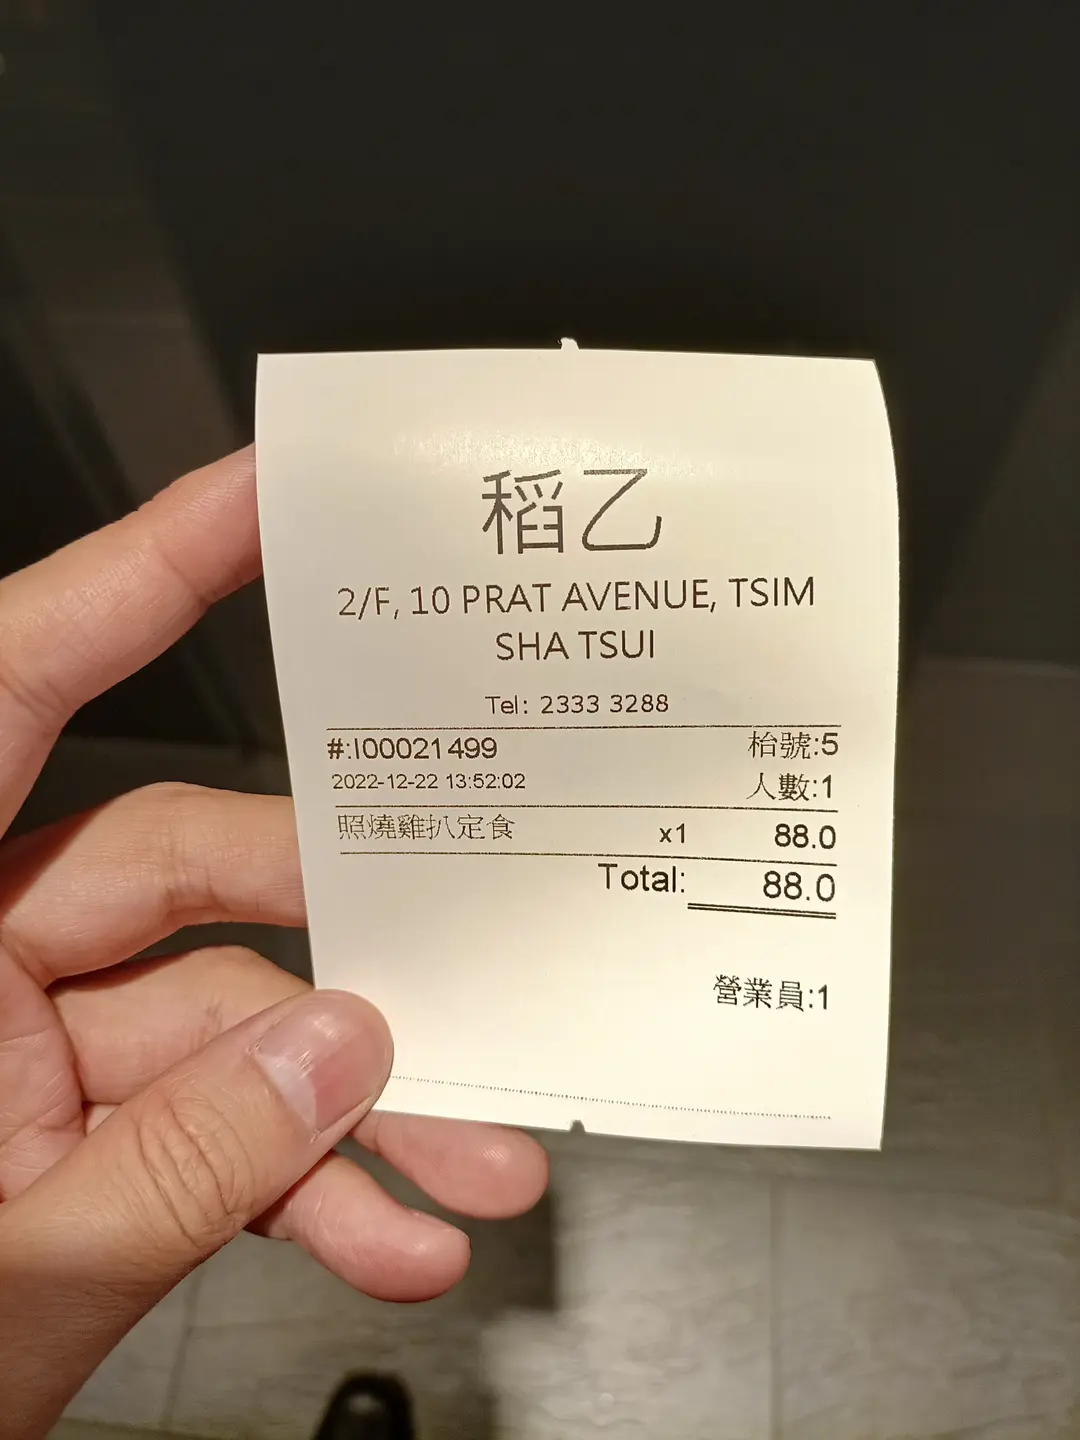 稻乙
2/F, 10 PRAT AVENUE, TSIM
SHA TSUI
Tel: 2333 3288
#:I00021499 枱號:5
2022-12-22 13:52:02 人數:1
照燒雞扒定食 x1 88.0
Total: 88.0
營業員:1